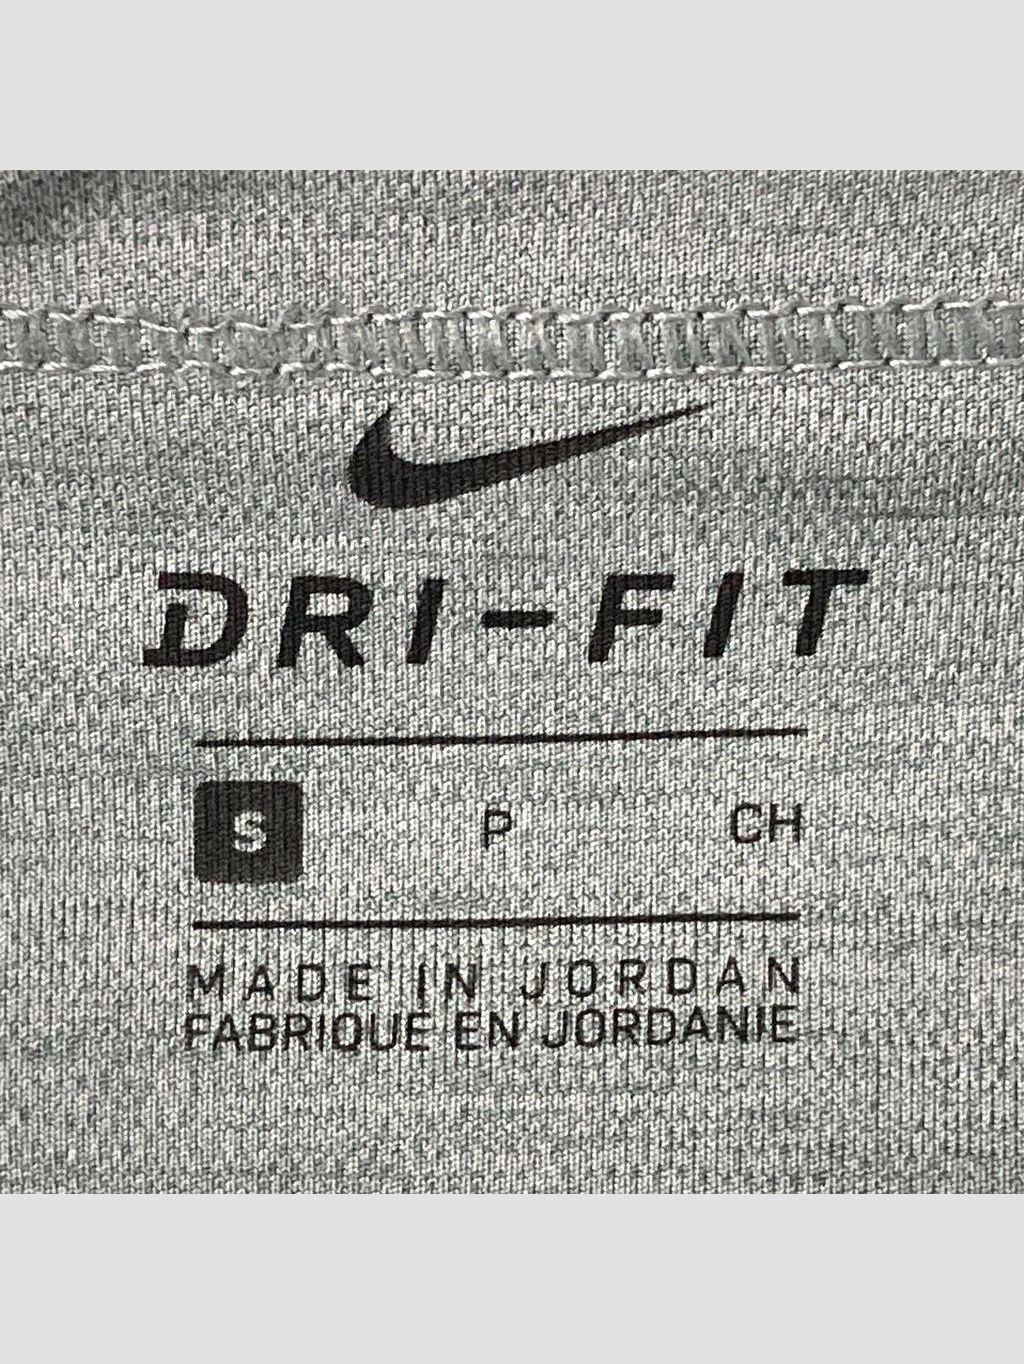 DRI-FIT
S P CH
MADE IN JORDAN
FABRIQUE EN JORDANIE